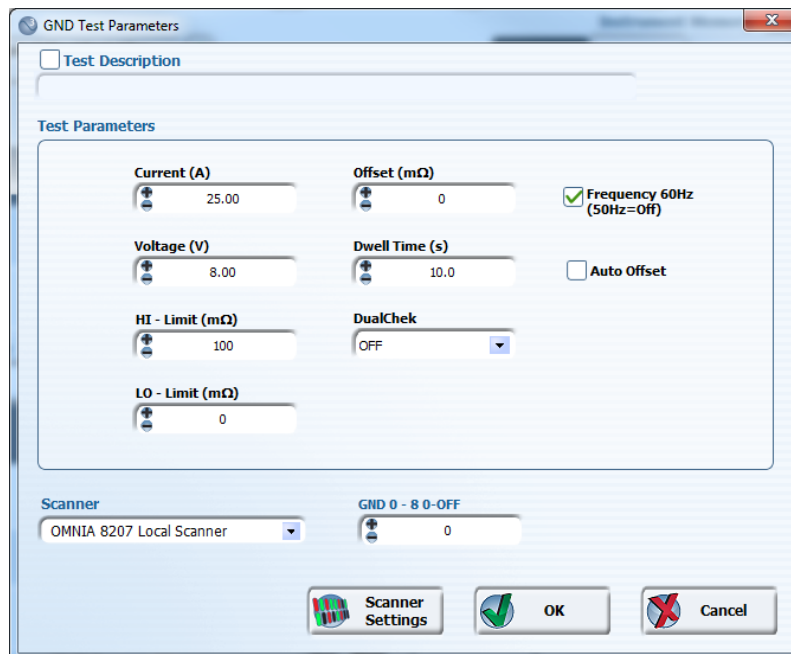 GND Test Parameters
Test Description
Test Parameters
Current (A)
25.00
Offset (mΩ)
0
Frequency 60Hz
(50Hz=Off)
Voltage (V)
8.00
Dwell Time (s)
10.0
Auto Offset
HI - Limit (mΩ)
100
DualChek
OFF
LO - Limit (mΩ)
0
Scanner
OMNIA 8207 Local Scanner
GND 0 - 8 0-OFF
0
Scanner
Settings
OK
Cancel